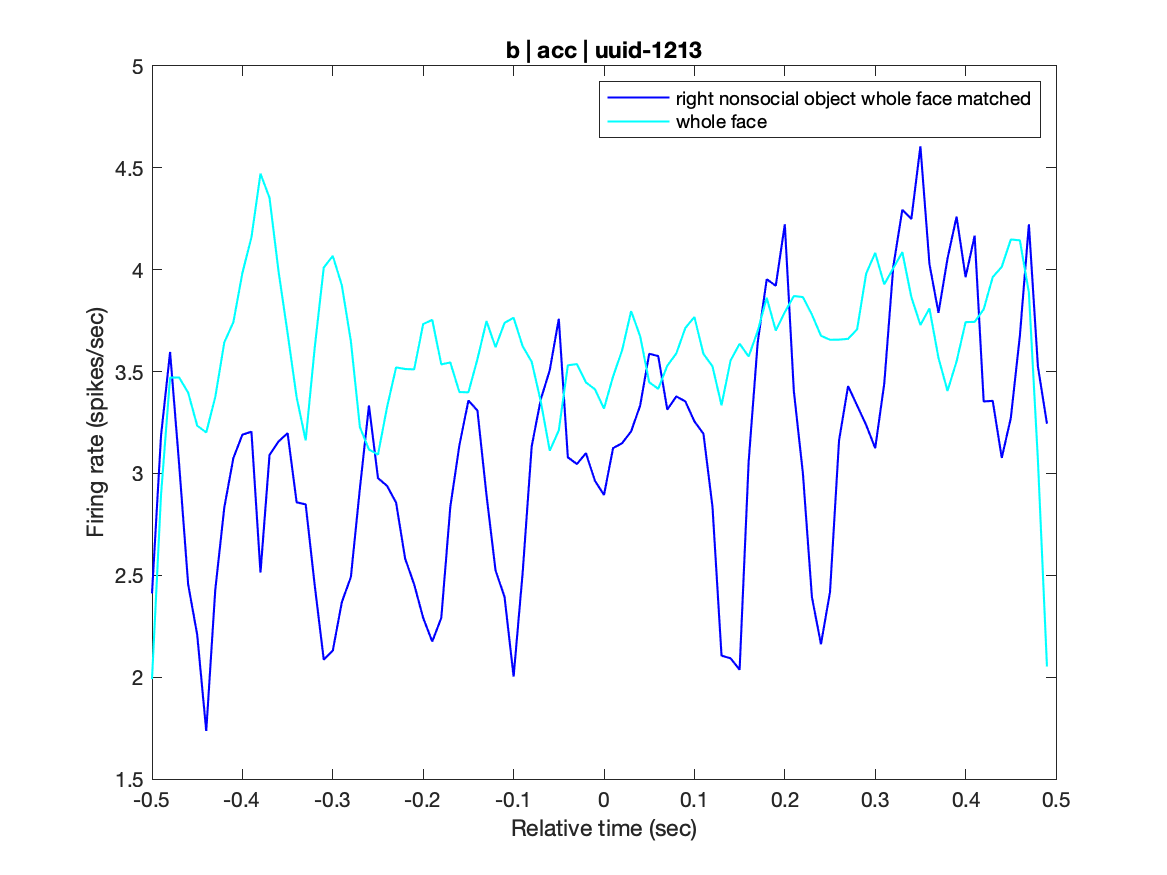 b | acc | uuid-1213
right nonsocial object whole face matched
whole face
Firing rate (spikes/sec)
5
4.5
4
3.5
3
2.5
2
1.5
-0.5 -0.4 -0.3 -0.2 -0.1 0 0.1 0.2 0.3 0.4 0.5
Relative time (sec)